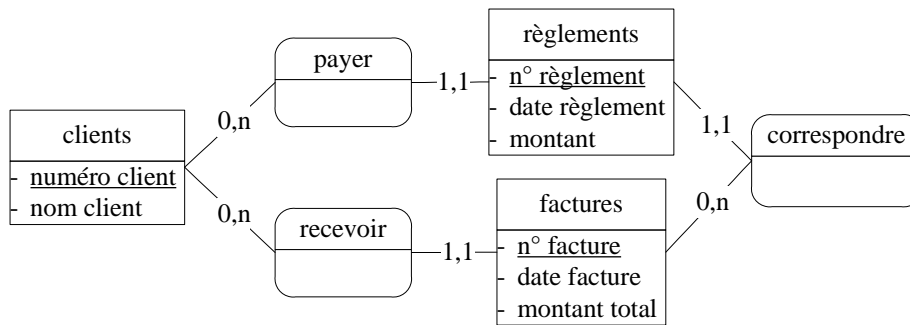 clients
- numéro client
- nom client
0,n
0,n
payer
recevoir
1,1
1,1
règlements
- n° règlement
- date règlement
- montant
factures
- n° facture
- date facture
- montant total
1,1
0,n
correspondre